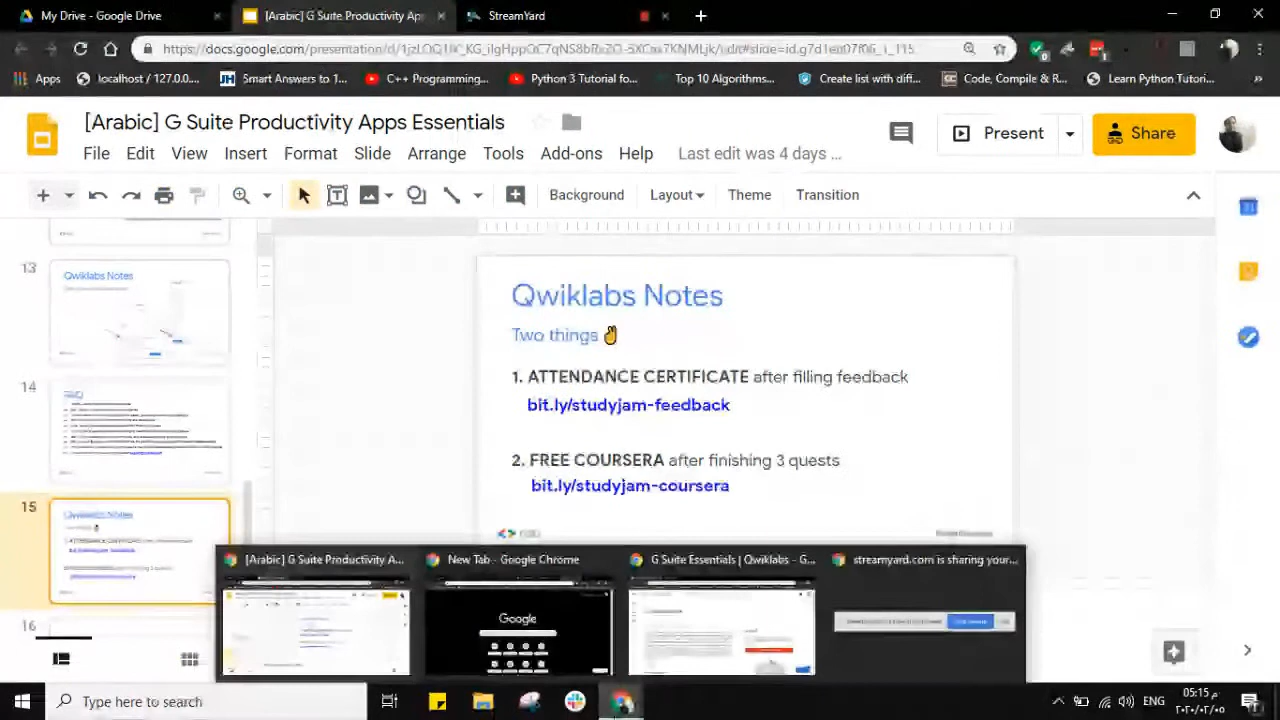 My Drive - Google Drive
[Arabic] G Suite Productivity Ap
StreamYard
Apps
localhost / 127.0.0...
Smart Answers to 1...
C++ Programming...
Python 3 Tutorial fo...
Top 10 Algorithms...
Create list with diff...
Code, Compile & R...
Learn Python Tutori...
[Arabic] G Suite Productivity Apps Essentials
Present
Share
File Edit View Insert Format Slide Arrange Tools Add-ons Help
Last edit was 4 days ...
Background
Layout
Theme
Transition
13
Qwiklabs Notes
14
15
Qwiklabs Notes
16
Qwiklabs Notes
Two things ✌
1. ATTENDANCE CERTIFICATE after filling feedback
bit.ly/studyjam-feedback
2. FREE COURSERA after finishing 3 quests
bit.ly/studyjam-coursera
[Arabic] G Suite Productivity A...
New Tab - Google Chrome
G Suite Essentials | Qwiklabs - G...
streamyard.com is sharing your...
Google
Type here to search
ENG
05:15 م